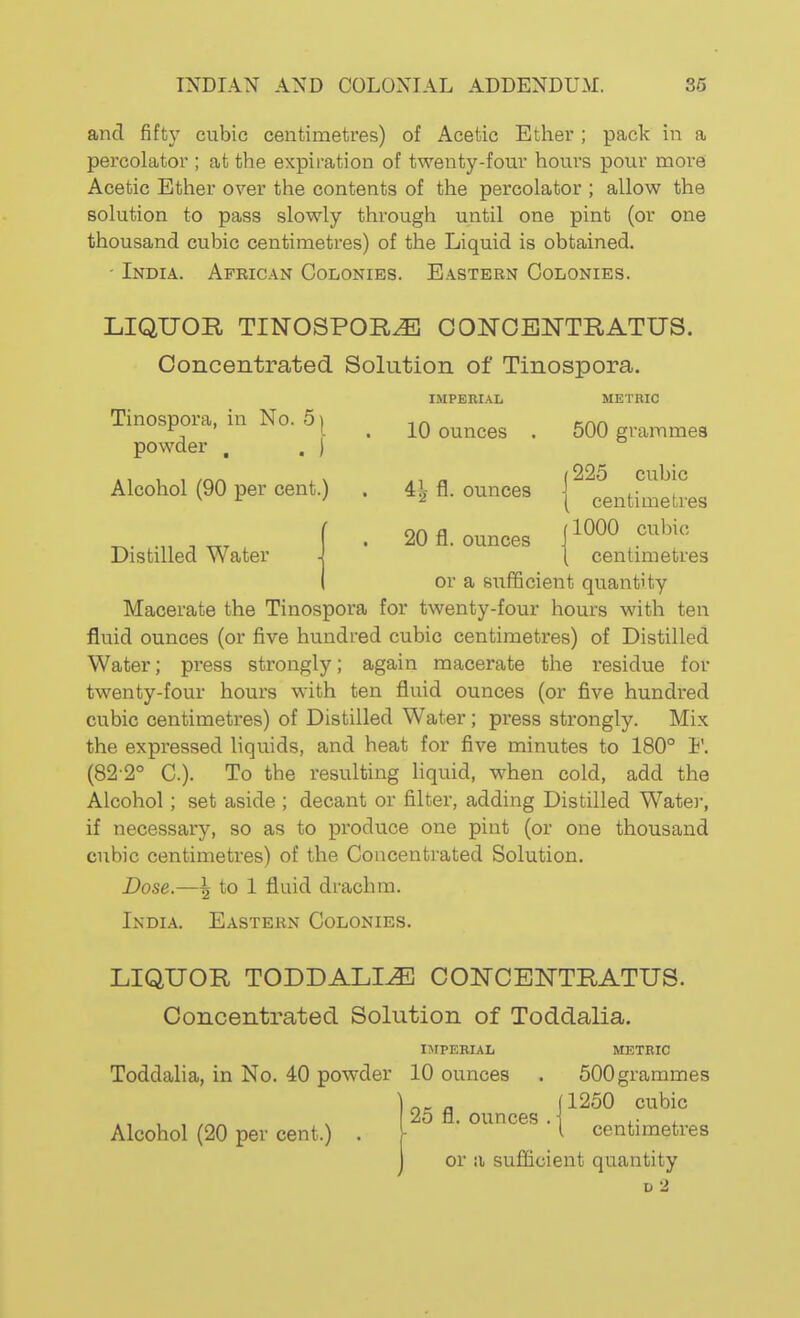 INDIAN AND COLONIAL ADDENDUM. 35
and fifty cubic centimetres) of Acetic Ether; pack in a
percolator; at the expiration of twenty-four hours pour more
Acetic Ether over the contents of the percolator; allow the
solution to pass slowly through until one pint (or one
thousand cubic centimetres) of the Liquid is obtained.
INDIA. AFRICAN COLONIES. EASTERN COLONIES.
LIQUOR TINOSPORÆ CONCENTRATUS.
Concentrated Solution of Tinospora.
IMPERIAL METRIC
Tinospora, in No. 5 powder . . 10 ounces . 500 grammes
Alcohol (90 per cent.) . 4½ fl. ounces { 225 cubic centimetres
Distilled Water { . 20 fl. ounces { 1000 cubic centimetres
or a sufficient quantity
Macerate the Tinospora for twenty-four hours with ten
fluid ounces (or five hundred cubic centimetres) of Distilled
Water; press strongly; again macerate the residue for
twenty-four hours with ten fluid ounces (or five hundred
cubic centimetres) of Distilled Water; press strongly. Mix
the expressed liquids, and heat for five minutes to 180° F.
(82·2° C.). To the resulting liquid, when cold, add the
Alcohol; set aside; decant or filter, adding Distilled Water,
if necessary, so as to produce one pint (or one thousand
cubic centimetres) of the Concentrated Solution.
Dose.—½ to 1 fluid drachm.
INDIA. EASTERN COLONIES.
LIQUOR TODDALIÆ CONCENTRATUS.
Concentrated Solution of Toddalia.
IMPERIAL METRIC
Toddalia, in No. 40 powder 10 ounces . 500 grammes
Alcohol (20 per cent.) . } 25 fl. ounces . { 1250 cubic centimetres
or a sufficient quantity
D 2